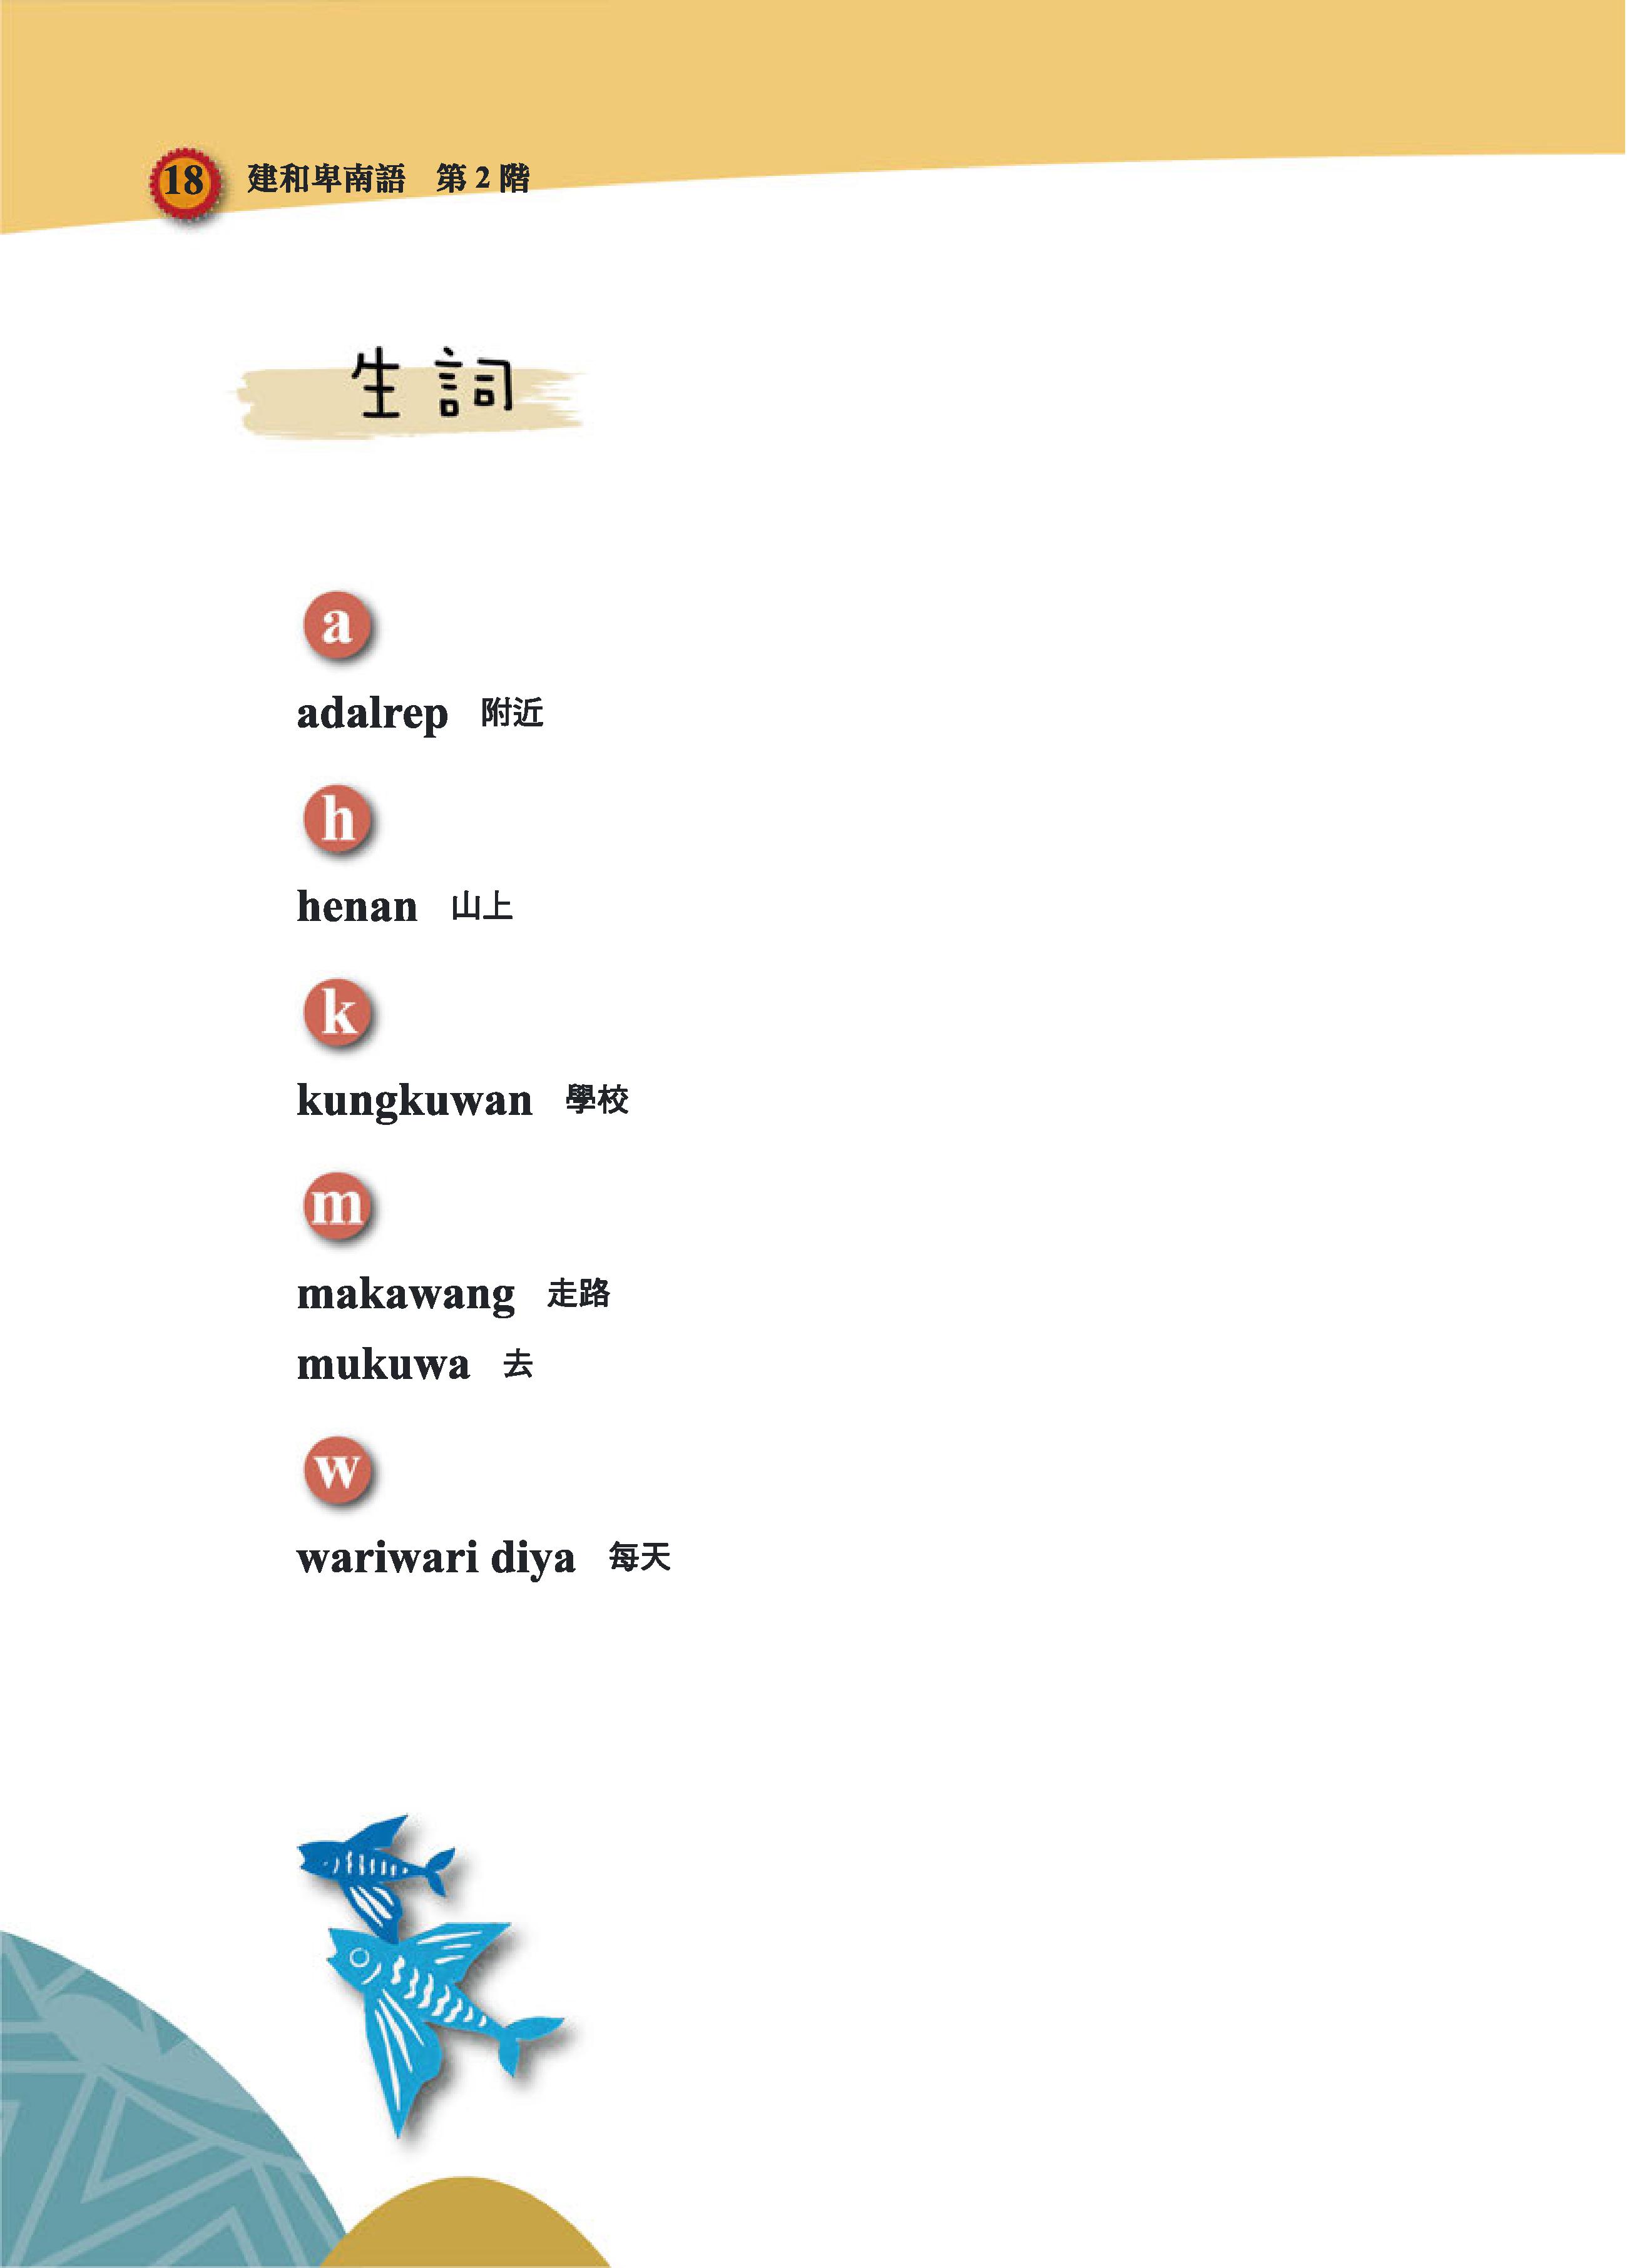 18 建和卑南語 第2階
生詞
a
adalrep 附近
h
henan 山上
k
kungkuwan 學校
m
makawang 走路
mukuwa 去
w
wariwari diya 每天